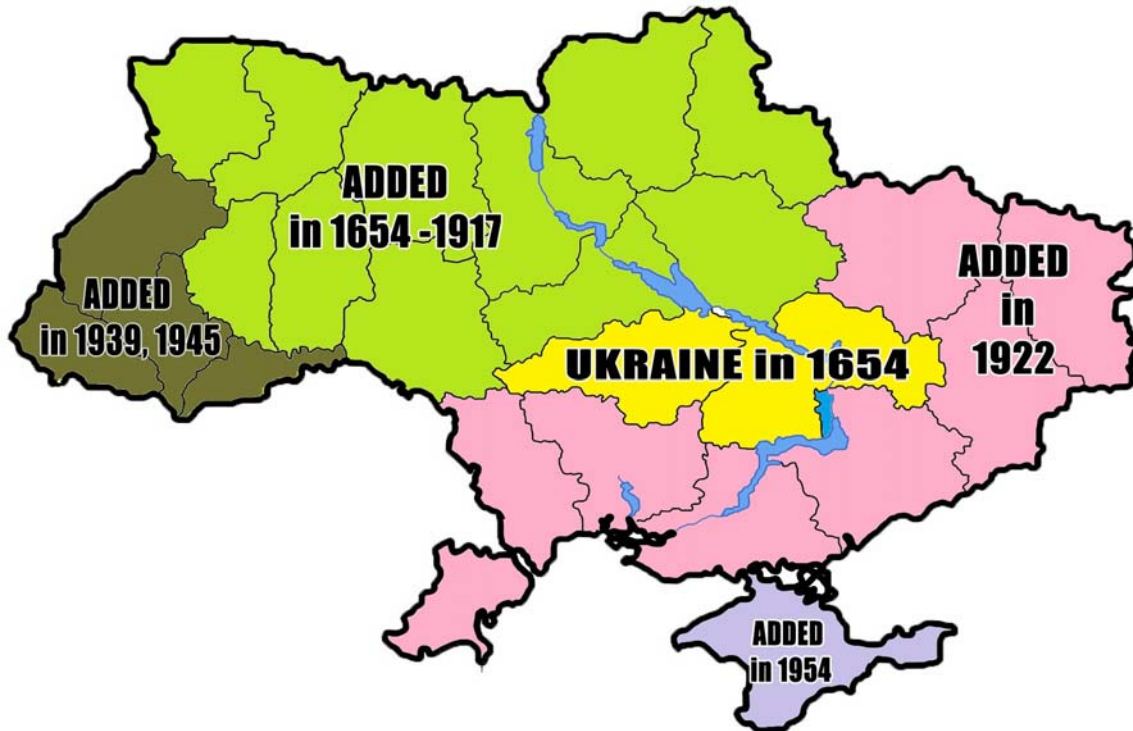 ADDED
in 1654 -1917
ADDED
in 1939, 1945
UKRAINE in 1654
ADDED
in
1922
ADDED
in 1954